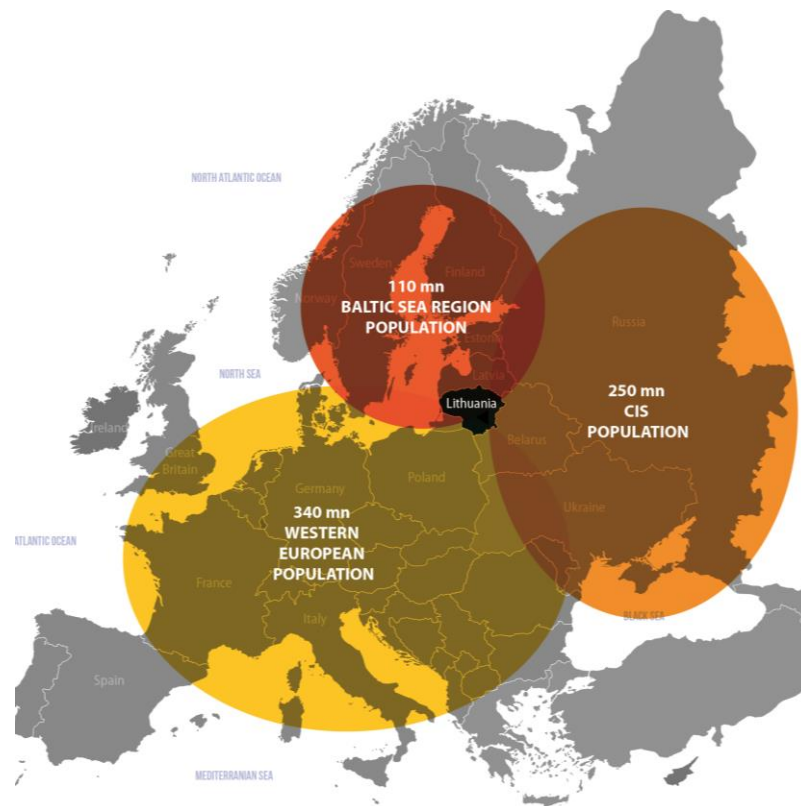 NORTH ATLANTIC OCEAN
Sweden
Finland
Norway
110 mn
BALTIC SEA REGION
POPULATION
Russia
Estonia
NORTH SEA
Latvia
Lithuania
250 mn
CIS
POPULATION
Ireland
Great
Britain
Belarus
Poland
Germany
Ukraine
340 mn
WESTERN
EUROPEAN
POPULATION
ATLANTIC OCEAN
France
Italy
BLACK SEA
Spain
MEDITERRANEAN SEA